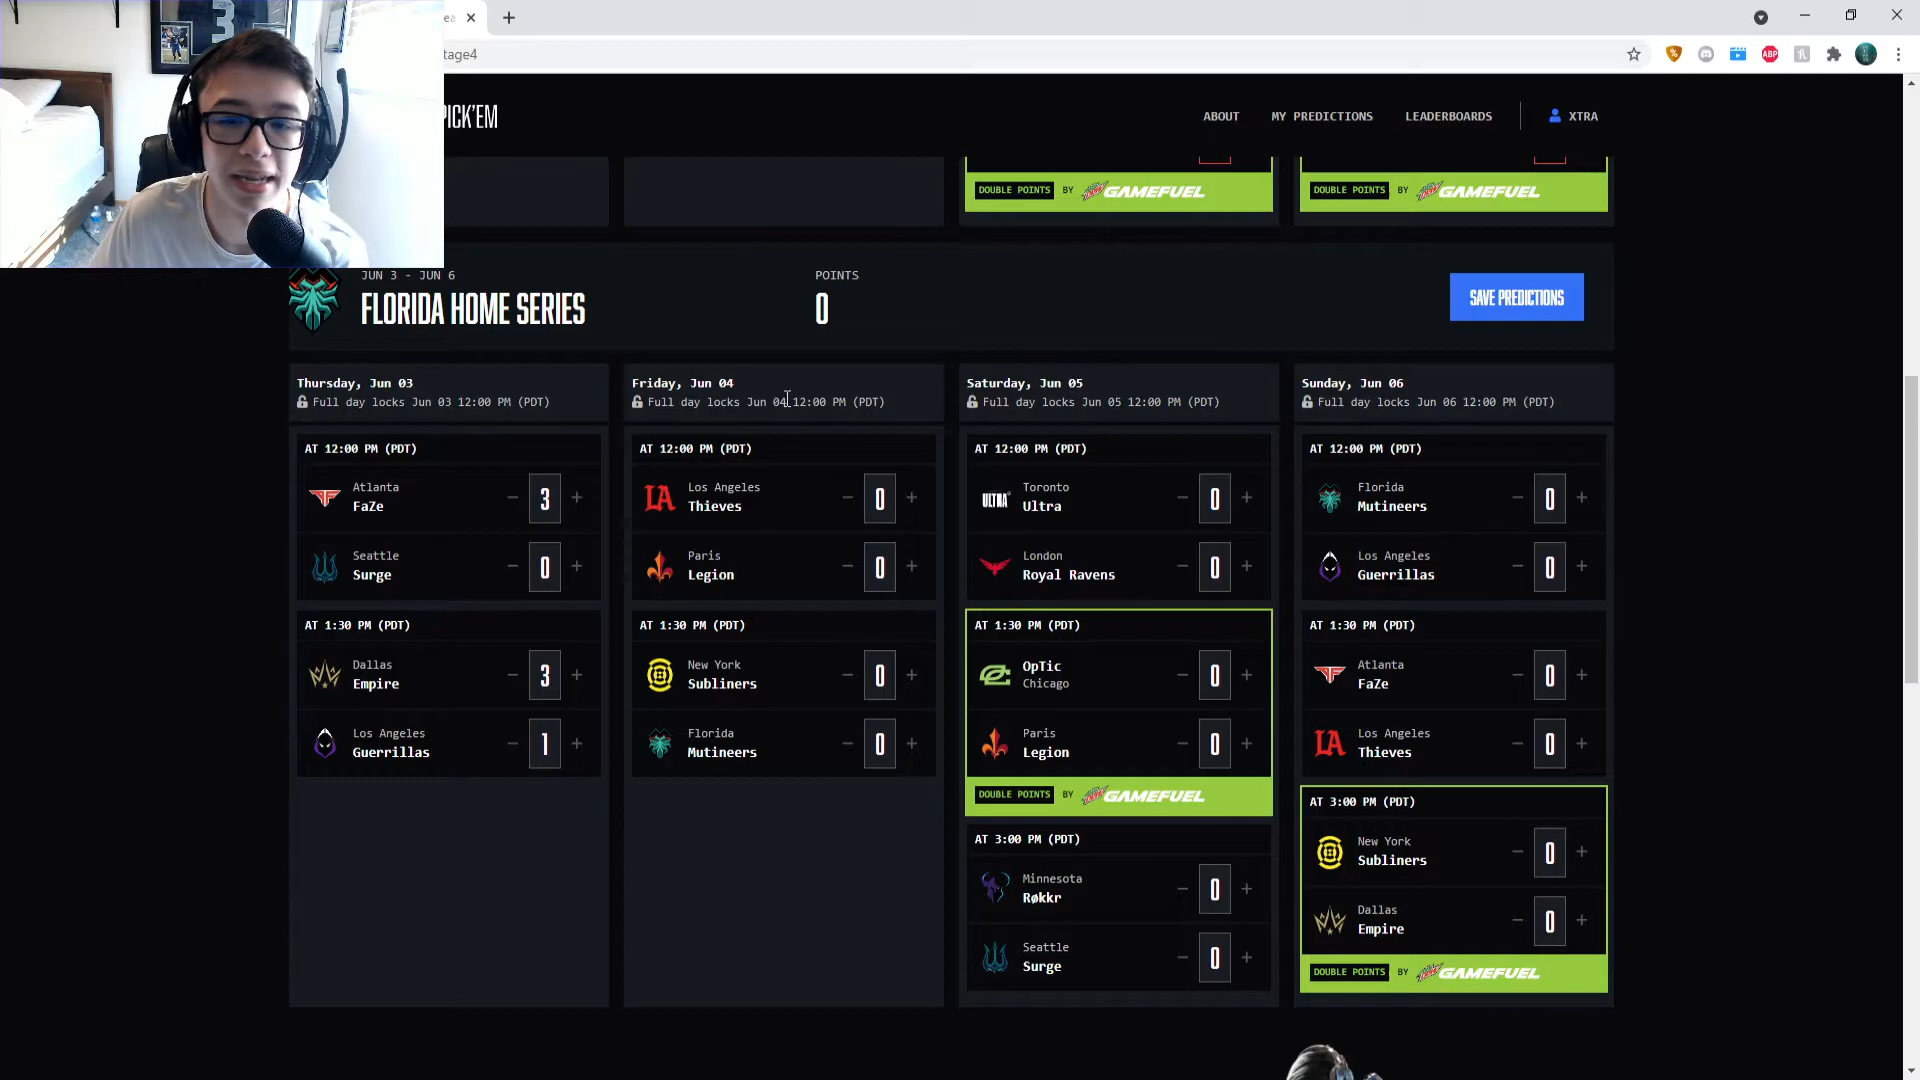 3
tage4
PICK'EM
ABOUT
MY PREDICTIONS
LEADERBOARDS
XTRA
DOUBLE POINTS BY GAMEFUEL
DOUBLE POINTS BY GAMEFUEL
JUN 3 - JUN 6
FLORIDA HOME SERIES
POINTS
0
SAVE PREDICTIONS
Thursday, Jun 03
Full day locks Jun 03 12:00 PM (PDT)
AT 12:00 PM (PDT)
Atlanta
FaZe
3
Seattle
Surge
0
AT 1:30 PM (PDT)
Dallas
Empire
3
Los Angeles
Guerrillas
1
Friday, Jun 04
Full day locks Jun 04 12:00 PM (PDT)
AT 12:00 PM (PDT)
LA
Los Angeles
Thieves
0
Paris
Legion
0
AT 1:30 PM (PDT)
New York
Subliners
0
Florida
Mutineers
0
Saturday, Jun 05
Full day locks Jun 05 12:00 PM (PDT)
AT 12:00 PM (PDT)
ULTRA
Toronto
Ultra
0
London
Royal Ravens
0
AT 1:30 PM (PDT)
OpTic
Chicago
0
Paris
Legion
0
DOUBLE POINTS BY GAMEFUEL
AT 3:00 PM (PDT)
Minnesota
Røkkr
0
Seattle
Surge
0
Sunday, Jun 06
Full day locks Jun 06 12:00 PM (PDT)
AT 12:00 PM (PDT)
Florida
Mutineers
0
Los Angeles
Guerrillas
0
AT 1:30 PM (PDT)
Atlanta
FaZe
0
LA
Los Angeles
Thieves
0
AT 3:00 PM (PDT)
New York
Subliners
0
Dallas
Empire
0
DOUBLE POINTS BY GAMEFUEL